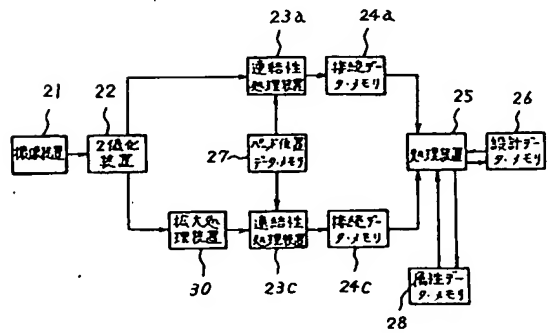 23a
24a
連結性
処理装置
接続デー
タ・メモリ
21
22
25
26
撮像装置
2値化
装置
27
パッド位置
データ・メモリ
処理装置
設計デー
タ・メモリ
拡大処
理装置
連結性
処理装置
接続デー
タ・メモリ
30
23c
24c
属性デー
タ・メモリ
28